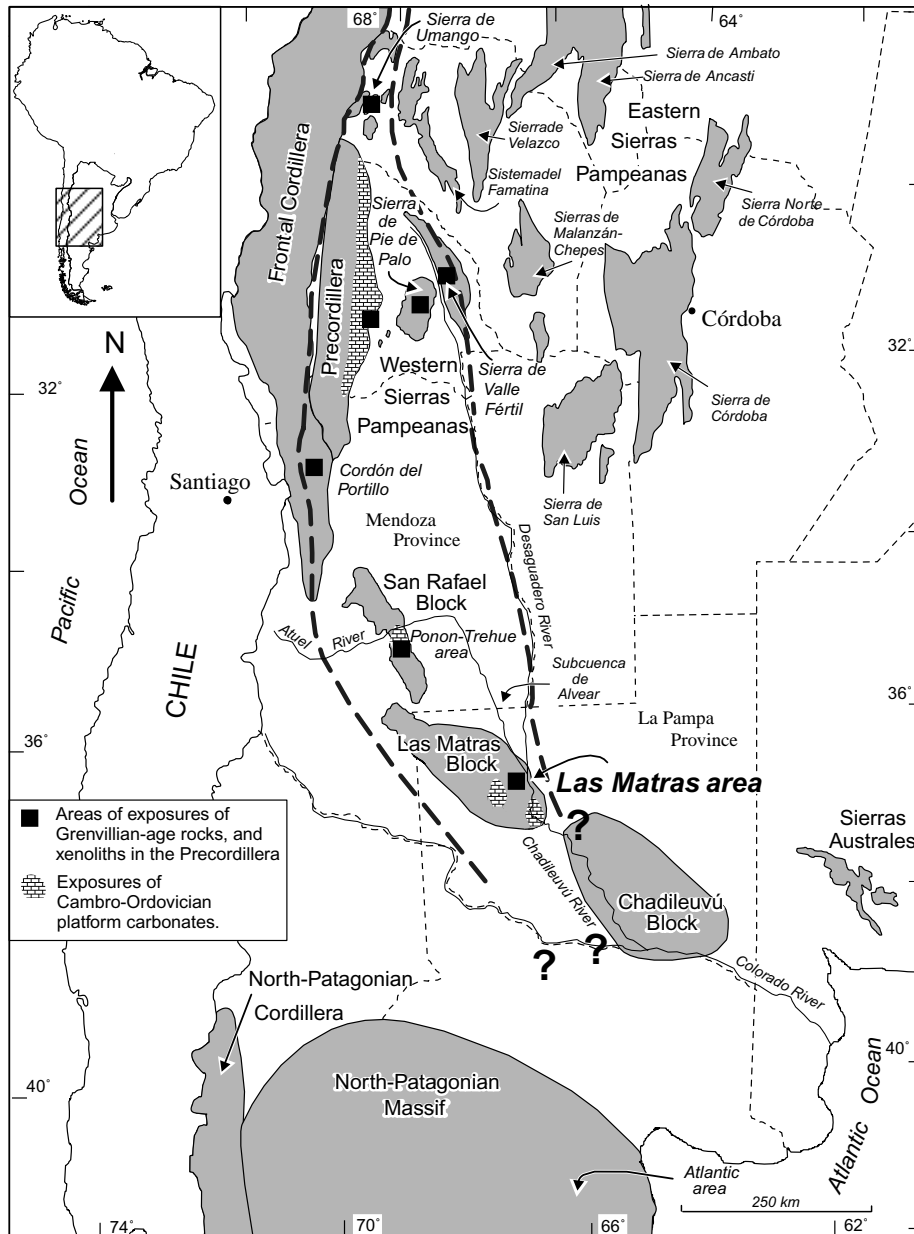 68°
64°
Sierra de
Umango
Sierra de Ambato
Sierra de Ancasti
Eastern
Sierras
Pampeanas
Sierrade
Velazco
Sistemadel
Famatina
Sierra Norte
de Córdoba
Sierras de
Malanzán-
Chepes
Frontal Cordillera
Sierra
de
Pie de
Palo
Precordillera
Córdoba
N
32°
32°
Western
Sierras
Pampeanas
Sierra de
Valle
Fértil
Sierra de
Córdoba
Pacific
Ocean
Santiago
Cordón del
Portillo
Sierra de
San Luis
Mendoza
Province
Desaguadero River
San Rafael
Block
Atuel
River
Ponon-Trehue
area
CHILE
Subcuenca
de
Alvear
36°
La Pampa
Province
36°
Las Matras
Block
Las Matras area
Areas of exposures of
Grenvillian-age rocks, and
xenoliths in the Precordillera
Exposures of
Cambro-Ordovician
platform carbonates.
?
Sierras
Australes
Chadileuvú River
Chadileuvú
Block
?
?
Colorado River
North-Patagonian
Cordillera
40°
40°
North-Patagonian
Massif
Atlantic
Ocean
Atlantic
area
250 km
74°
70°
66°
62°